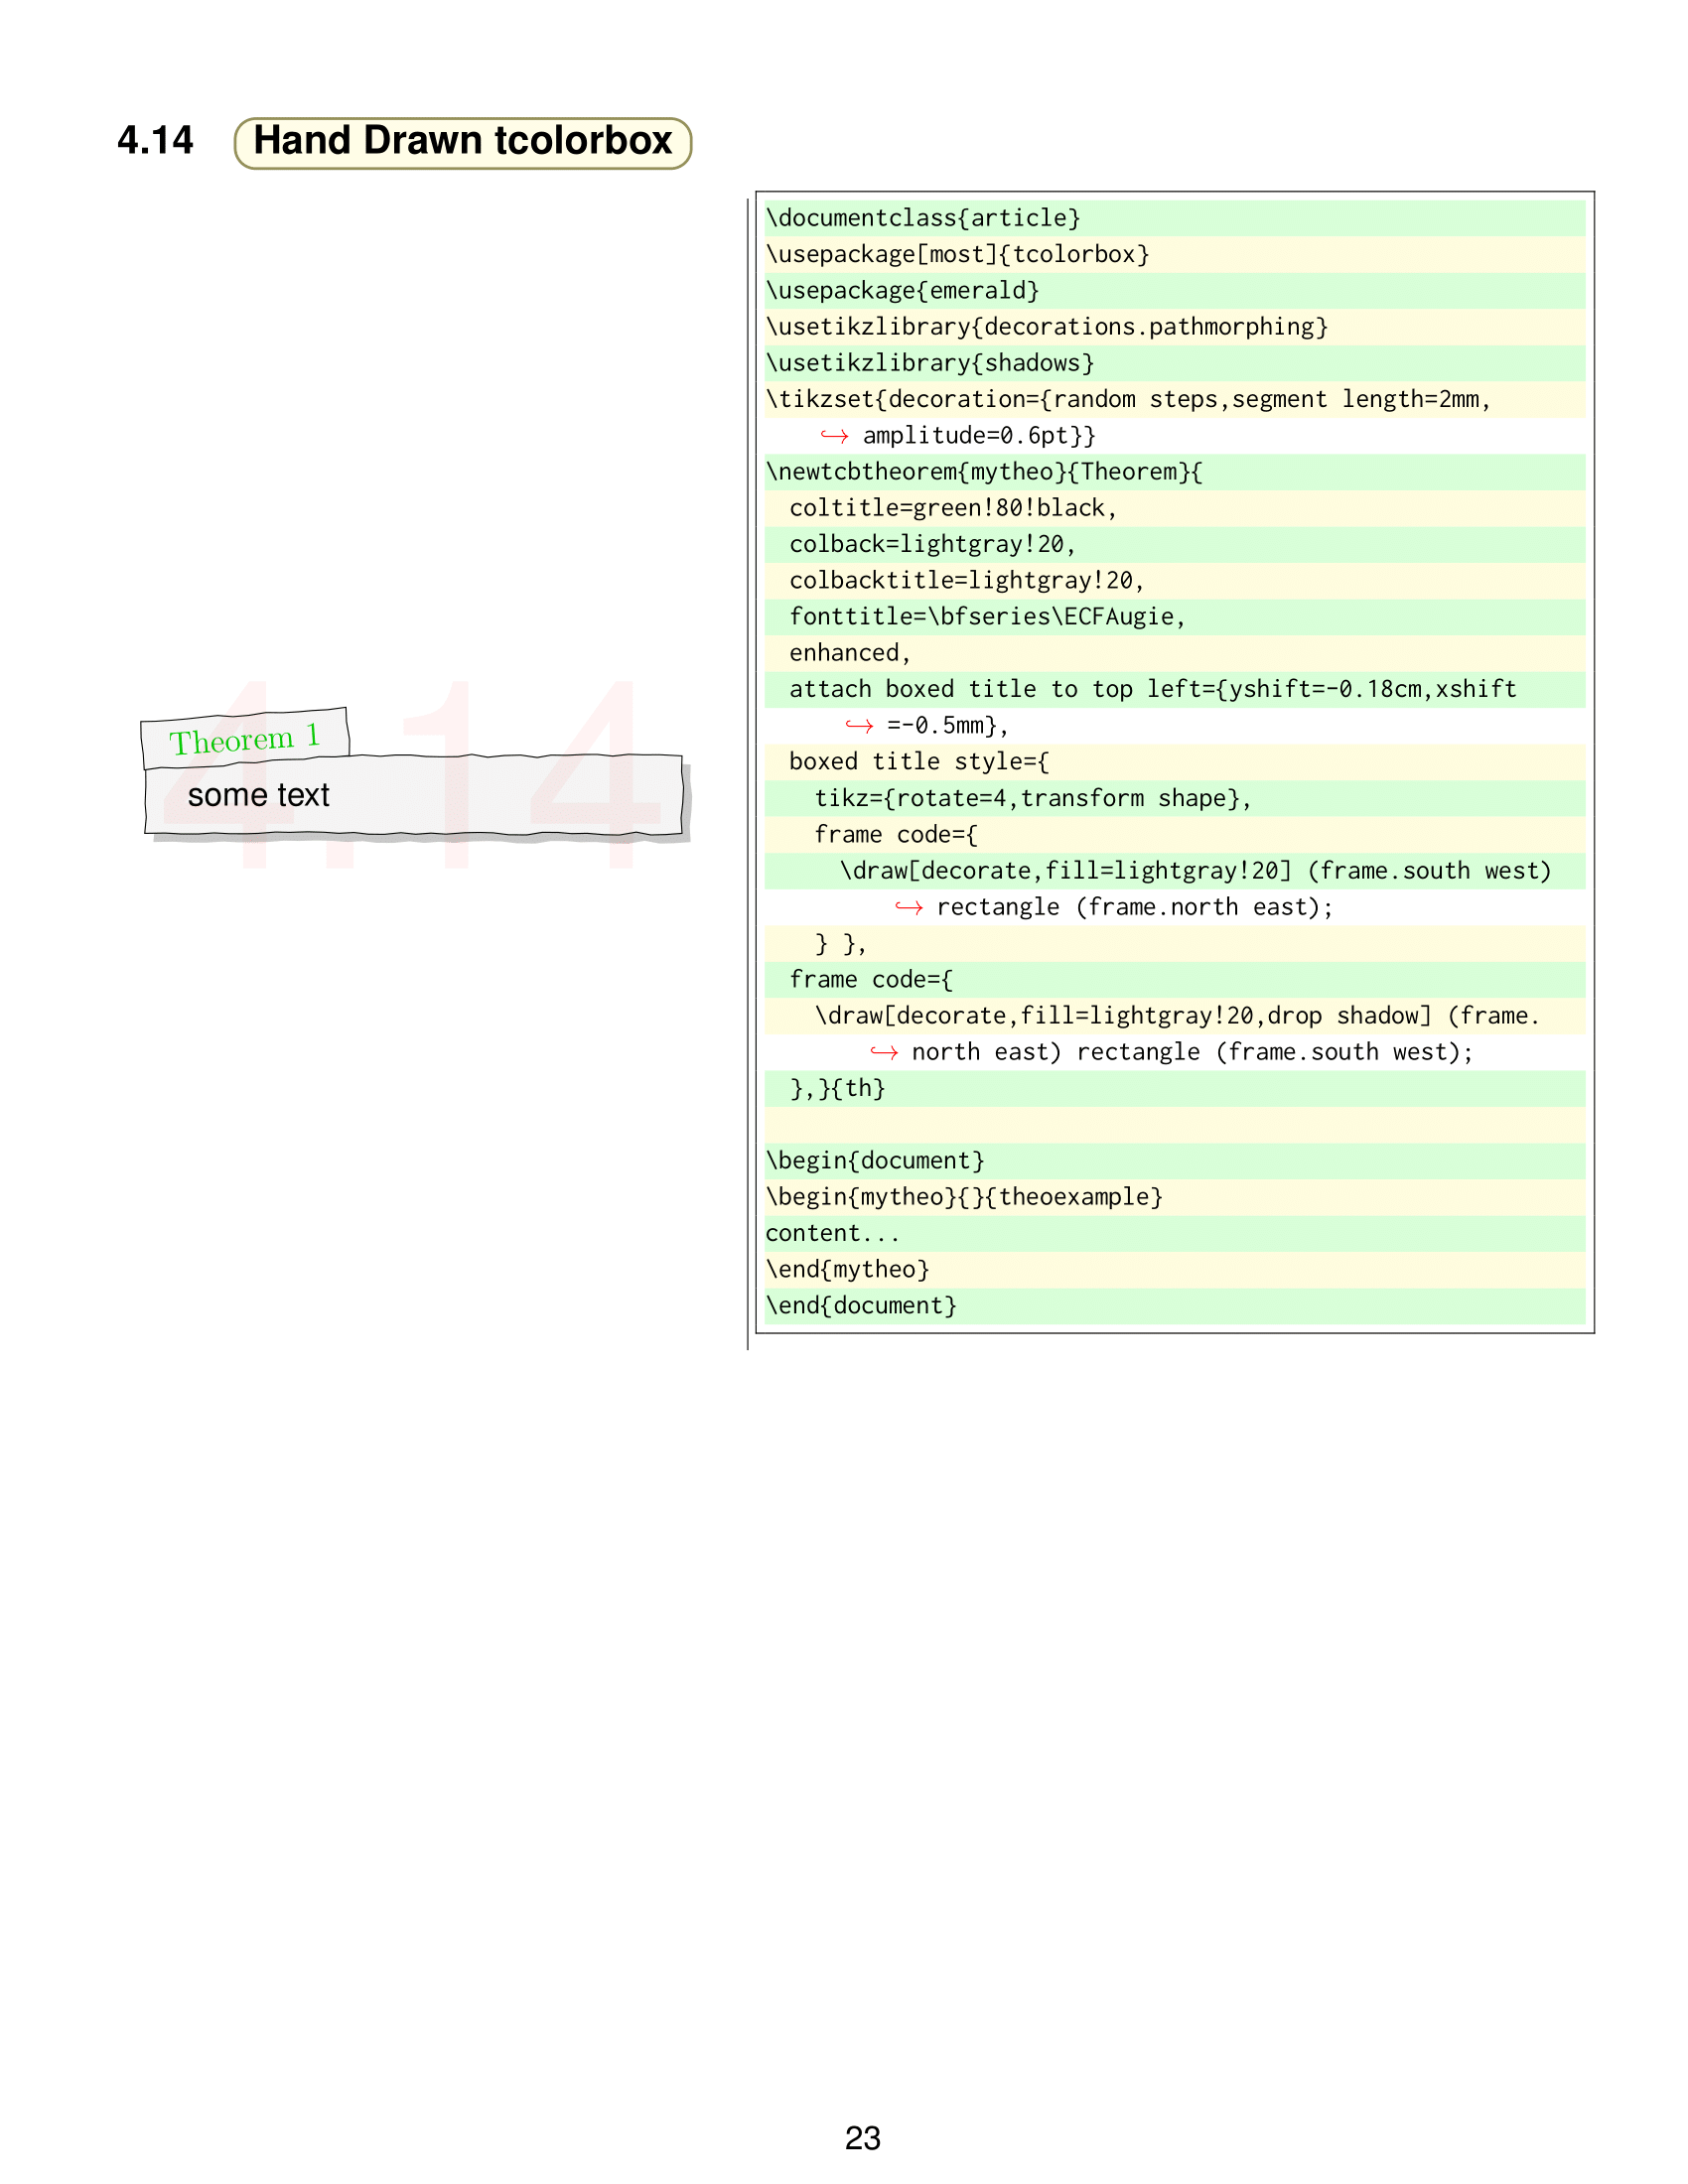 4.14 Hand Drawn tcolorbox
4.14
Theorem 1
some text
\documentclass{article}
\usepackage[most]{tcolorbox}
\usepackage{emerald}
\usetikzlibrary{decorations.pathmorphing}
\usetikzlibrary{shadows}
\tikzset{decoration={random steps,segment length=2mm,
↪ amplitude=0.6pt}}
\newtcbtheorem{mytheo}{Theorem}{
  coltitle=green!80!black,
  colback=lightgray!20,
  colbacktitle=lightgray!20,
  fonttitle=\bfseries\ECFAugie,
  enhanced,
  attach boxed title to top left={yshift=-0.18cm,xshift
↪ =-0.5mm},
  boxed title style={
    tikz={rotate=4,transform shape},
    frame code={
      \draw[decorate,fill=lightgray!20] (frame.south west)
↪ rectangle (frame.north east);
    } },
  frame code={
    \draw[decorate,fill=lightgray!20,drop shadow] (frame.
↪ north east) rectangle (frame.south west);
  },}{th}
\begin{document}
\begin{mytheo}{}{theoexample}
content...
\end{mytheo}
\end{document}
23